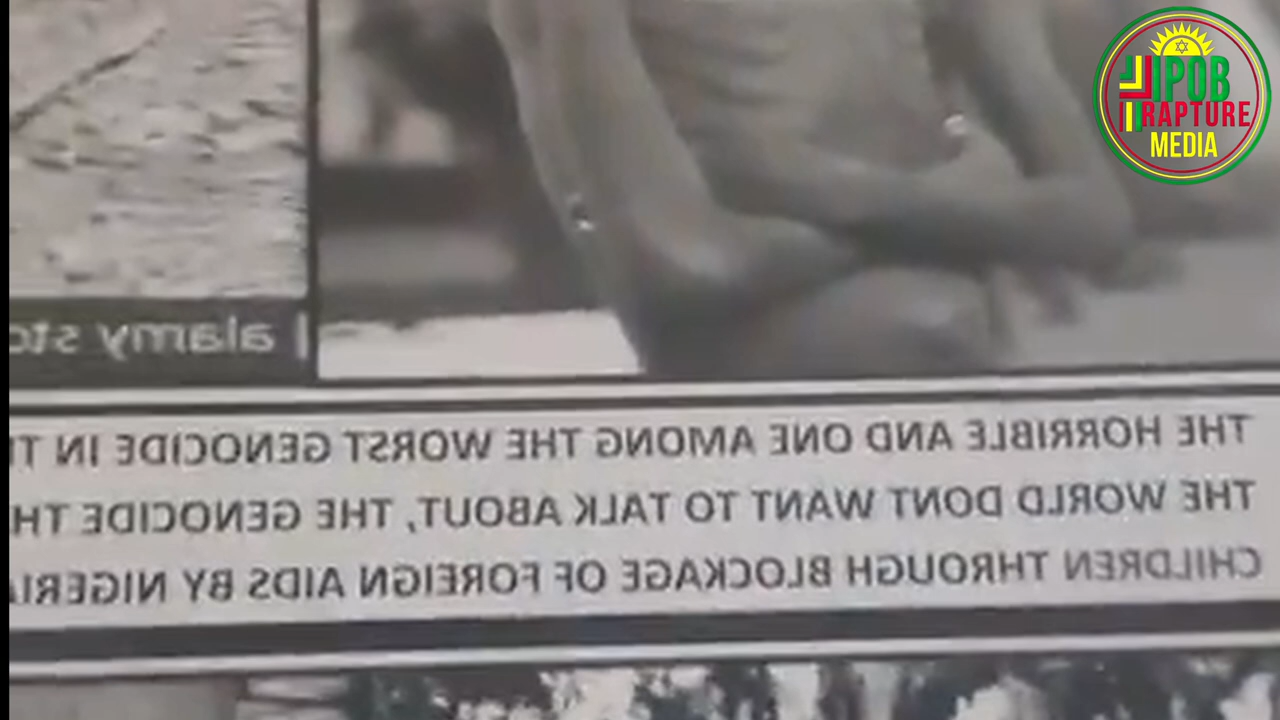 IPOB
RAPTURE
MEDIA
| alamy
THE HORRIBLE AND ONE AMONG THE WORST GENOCIDE IN
THE WORLD DONT WANT TO TALK ABOUT, THE GENOCIDE
CHILDREN THROUGH BLOCKAGE OF FOREIGN AIDS BY